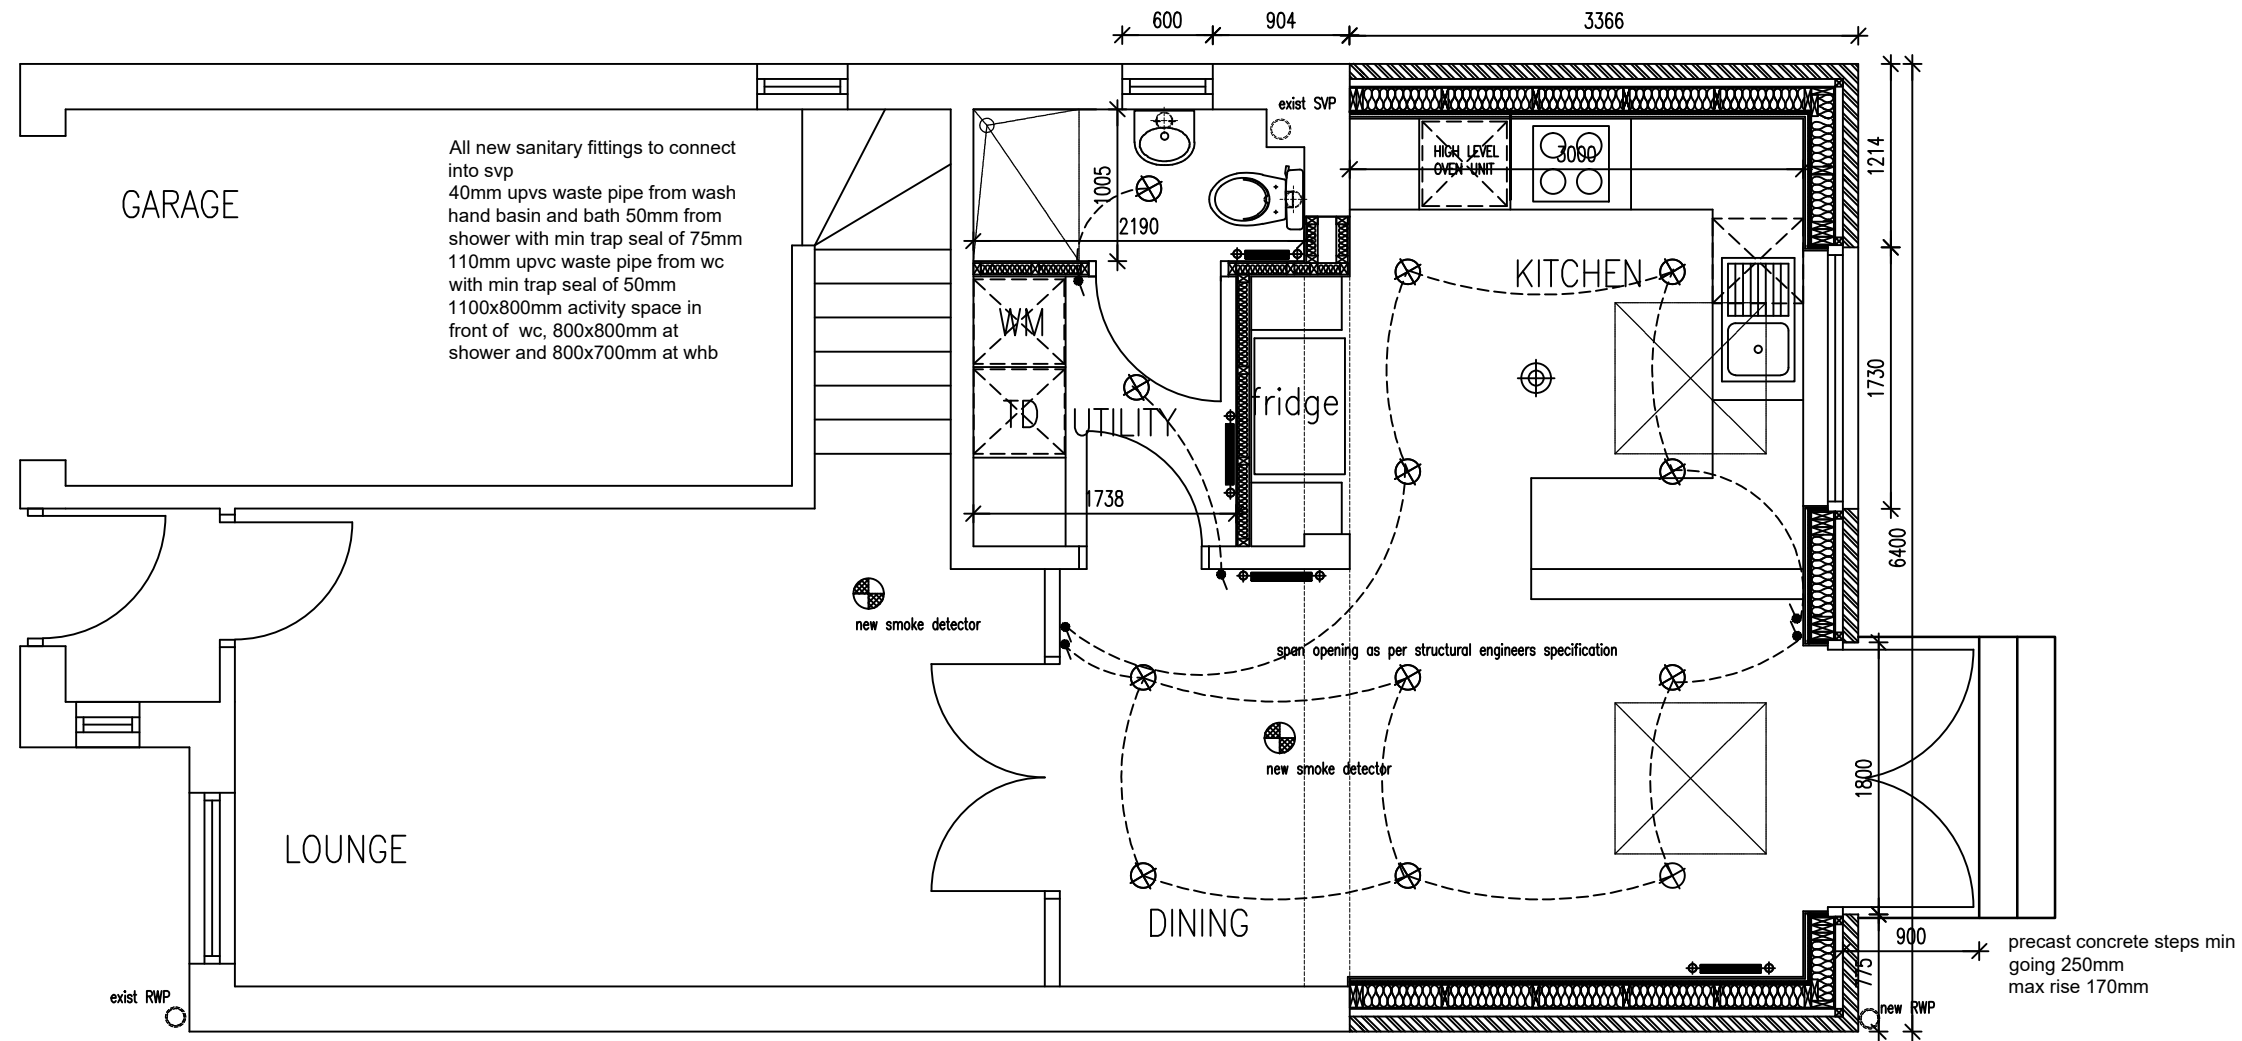 600
904
3366
exist SVP
All new sanitary fittings to connect
into svp
40mm upvs waste pipe from wash
hand basin and bath 50mm from
shower with min trap seal of 75mm
110mm upvc waste pipe from wc
with min trap seal of 50mm
1100x800mm activity space in
front of  wc, 800x800mm at
shower and 800x700mm at whb
GARAGE
1005
2190
HIGH LEVEL
OVEN UNIT
3000
1214
KITCHEN
WM
TD
UTILITY
fridge
1730
1738
6400
new smoke detector
span opening as per structural engineers specification
new smoke detector
1800
LOUNGE
DINING
900
775
precast concrete steps min
going 250mm
max rise 170mm
exist RWP
new RWP